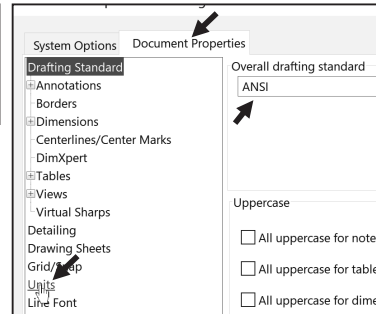 System Options Document Properties
Drafting Standard
Overall drafting standard
Annotations
ANSI
Borders
Dimensions
Centerlines/Center Marks
DimXpert
Tables
Views
Uppercase
Virtual Sharps
Detailing
All uppercase for note
Drawing Sheets
Grid/Snap
All uppercase for table
Units
Line Font
All uppercase for dime